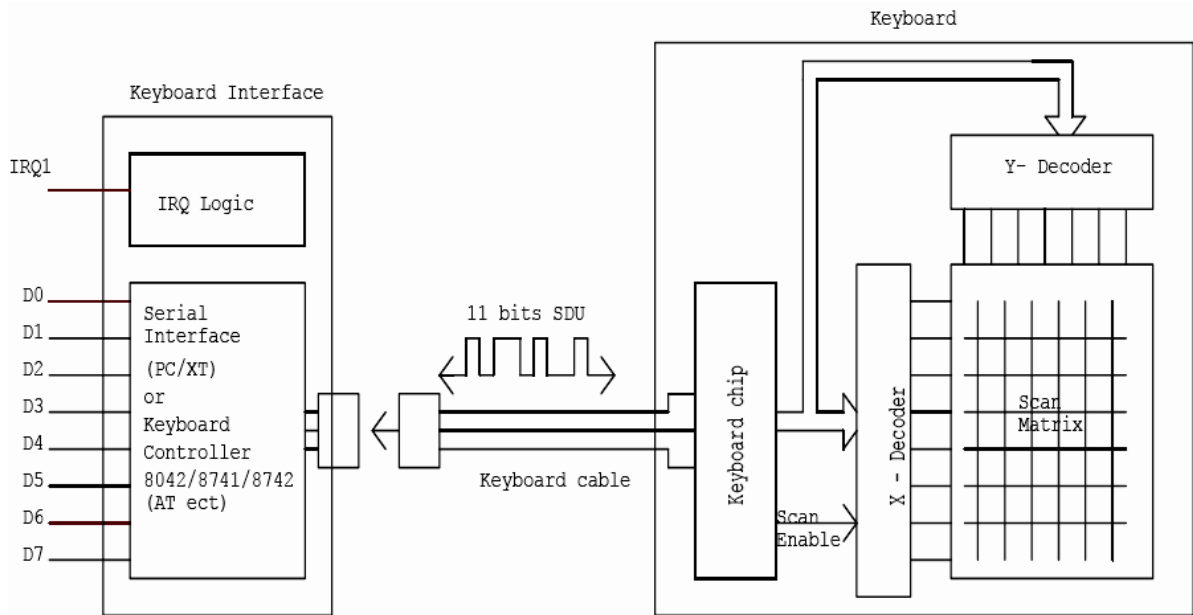 Keyboard
Keyboard Interface
IRQ1
IRQ Logic
Y- Decoder
D0
D1
D2
D3
D4
D5
D6
D7
Serial
Interface
(PC/XT)
or
Keyboard
Controller
8042/8741/8742
(AT ect)
11 bits SDU
Keyboard cable
Keyboard chip
Scan
Enable
X - Decoder
Scan
Matrix